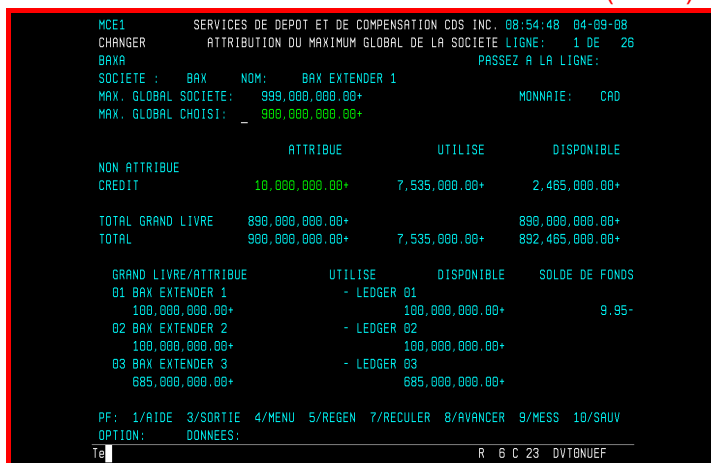 MCE1 SERVICES DE DEPOT ET DE COMPENSATION CDS INC. 08:54:48 04-09-08
CHANGER ATTRIBUTION DU MAXIMUM GLOBAL DE LA SOCIETE LIGNE: 1 DE 26
BAXA PASSEZ A LA LIGNE:
SOCIETE : BAX NOM: BAX EXTENDER 1
MAX. GLOBAL SOCIETE: 999,000,000.00+ MONNAIE: CAD
MAX. GLOBAL CHOISI: _ 900,000,000.00+
ATTRIBUE UTILISE DISPONIBLE
NON ATTRIBUE
CREDIT 10,000,000.00+ 7,535,000.00+ 2,465,000.00+
TOTAL GRAND LIVRE 890,000,000.00+ 890,000,000.00+
TOTAL 900,000,000.00+ 7,535,000.00+ 892,465,000.00+
GRAND LIVRE/ATTRIBUE UTILISE DISPONIBLE SOLDE DE FONDS
01 BAX EXTENDER 1 - LEDGER 01
100,000,000.00+ 100,000,000.00+ 9.95-
02 BAX EXTENDER 2 - LEDGER 02
100,000,000.00+ 100,000,000.00+
03 BAX EXTENDER 3 - LEDGER 03
685,000,000.00+ 685,000,000.00+
PF: 1/AIDE 3/SORTIE 4/MENU 5/REGEN 7/RECULER 8/AVANCER 9/MESS 10/SAUV
OPTION: DONNEES:
Te R 6 C 23 DVTONUEF